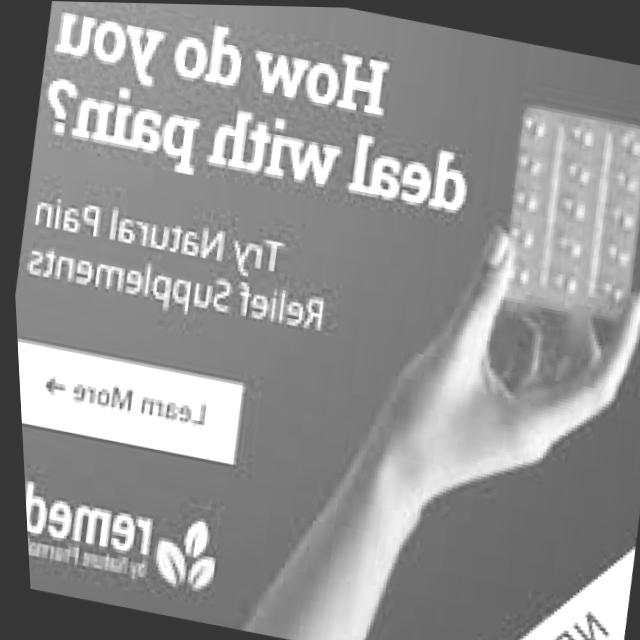 How do you
deal with pain?
Try Natural Pain
Relief Supplements
Learn More →
remed